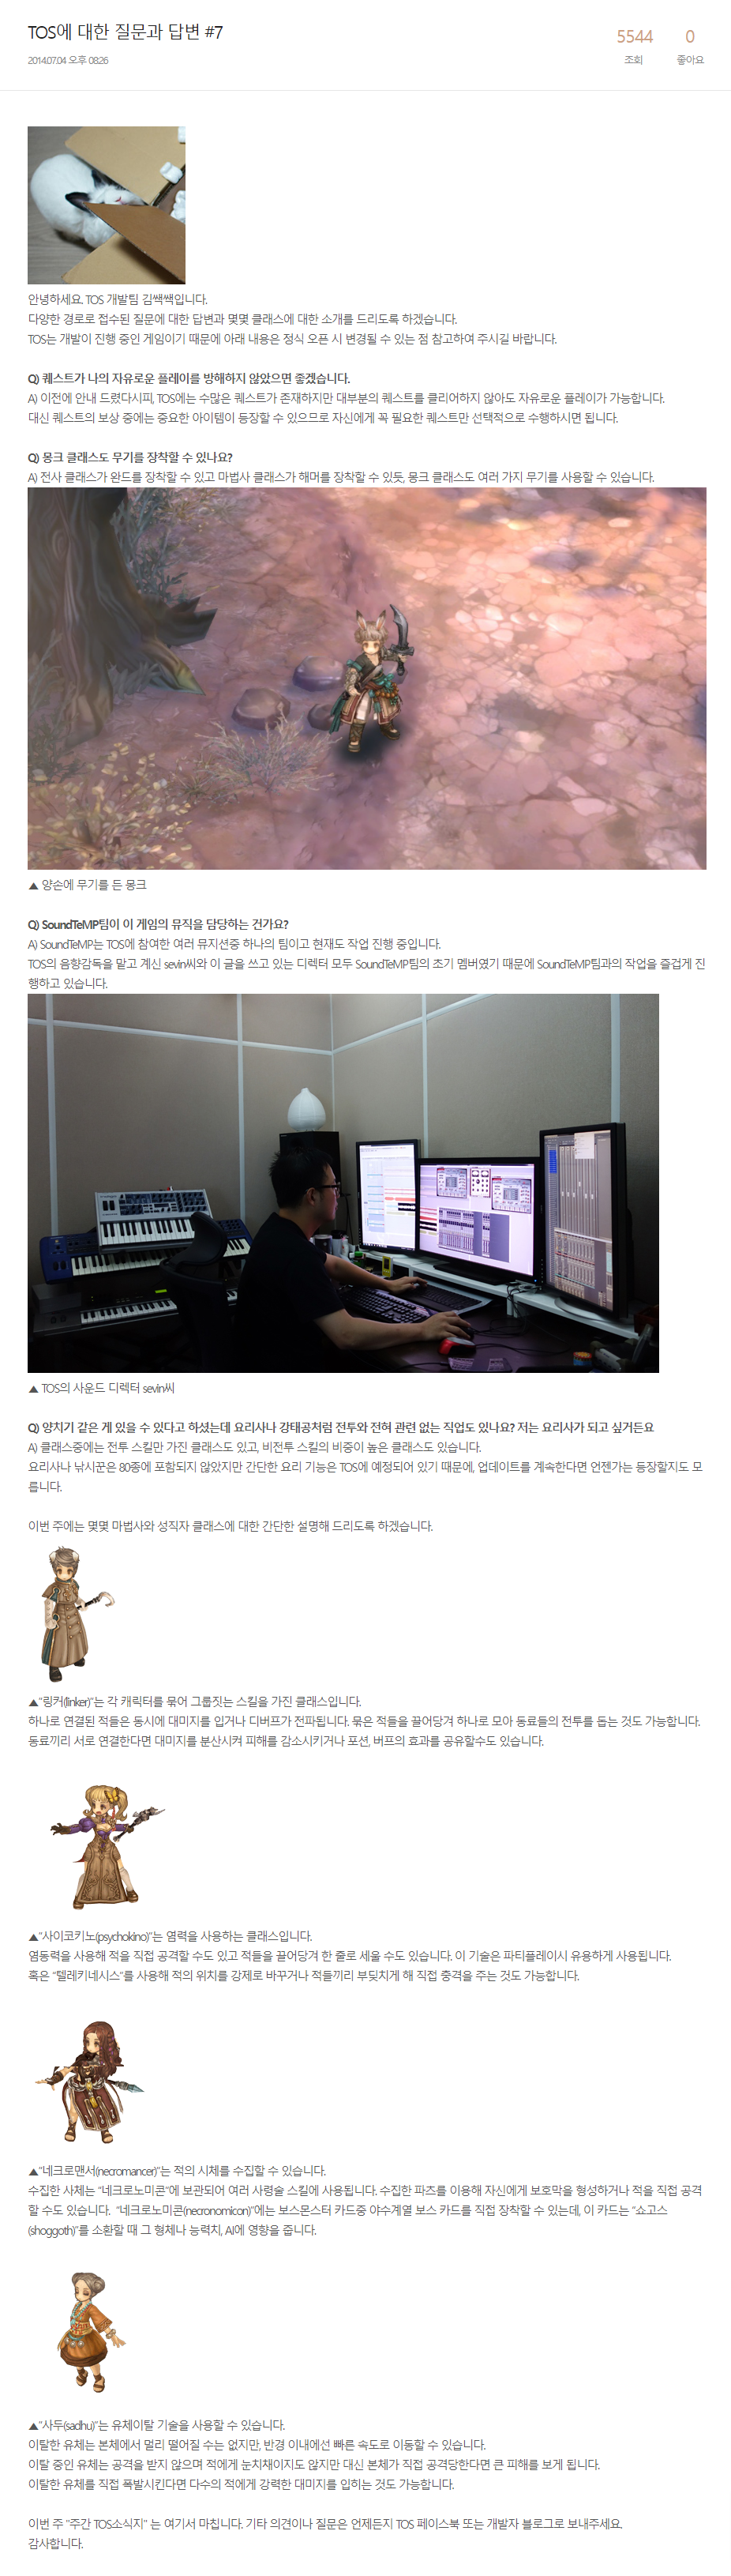 TOS에 대한 질문과 답변 #7
5544
0
2014.07.04 오후 08:26
조회
좋아요
안녕하세요. TOS 개발팀 김쌕쌕입니다.
다양한 경로로 접수된 질문에 대한 답변과 몇몇 클래스에 대한 소개를 드리도록 하겠습니다.
TOS는 개발이 진행 중인 게임이기 때문에 아래 내용은 정식 오픈 시 변경될 수 있는 점 참고하여 주시길 바랍니다.
Q) 퀘스트가 나의 자유로운 플레이를 방해하지 않았으면 좋겠습니다.
A) 이전에 안내 드렸다시피, TOS에는 수많은 퀘스트가 존재하지만 대부분의 퀘스트를 클리어하지 않아도 자유로운 플레이가 가능합니다.
대신 퀘스트의 보상 중에는 중요한 아이템이 등장할 수 있으므로 자신에게 꼭 필요한 퀘스트만 선택적으로 수행하시면 됩니다.
Q) 몽크 클래스도 무기를 장착할 수 있나요?
A) 전사 클래스가 완드를 장착할 수 있고 마법사 클래스가 해머를 장착할 수 있듯, 몽크 클래스도 여러 가지 무기를 사용할 수 있습니다.
▲ 양손에 무기를 든 몽크
Q) SoundTeMP팀이 이 게임의 뮤직을 담당하는 건가요?
A) SoundTeMP는 TOS에 참여한 여러 뮤지션중 하나의 팀이고 현재도 작업 진행 중입니다.
TOS의 음향감독을 맡고 계신 sevin씨와 이 글을 쓰고 있는 디렉터 모두 SoundTeMP팀의 초기 멤버였기 때문에 SoundTeMP팀과의 작업을 즐겁게 진
행하고 있습니다.
▲ TOS의 사운드 디렉터 sevin씨
Q) 양치기 같은 게 있을 수 있다고 하셨는데 요리사나 강태공처럼 전투와 전혀 관련 없는 직업도 있나요? 저는 요리사가 되고 싶거든요
A) 클래스중에는 전투 스킬만 가진 클래스도 있고, 비전투 스킬의 비중이 높은 클래스도 있습니다.
요리사나 낚시꾼은 80종에 포함되지 않았지만 간단한 요리 기능은 TOS에 예정되어 있기 때문에, 업데이트를 계속한다면 언젠가는 등장할지도 모
릅니다.
이번 주에는 몇몇 마법사와 성직자 클래스에 대한 간단한 설명해 드리도록 하겠습니다.
▲"링커(linker)"는 각 캐릭터를 묶어 그룹짓는 스킬을 가진 클래스입니다.
하나로 연결된 적들은 동시에 대미지를 입거나 디버프가 전파됩니다. 묶은 적들을 끌어당겨 하나로 모아 동료들의 전투를 돕는 것도 가능합니다.
동료끼리 서로 연결한다면 대미지를 분산시켜 피해를 감소시키거나 포션, 버프의 효과를 공유할수도 있습니다.
▲"사이코키노(psychokino)"는 염력을 사용하는 클래스입니다.
염동력을 사용해 적을 직접 공격할 수도 있고 적들을 끌어당겨 한 줄로 세울 수도 있습니다. 이 기술은 파티플레이시 유용하게 사용됩니다.
혹은 "텔레키네시스"를 사용해 적의 위치를 강제로 바꾸거나 적들끼리 부딪치게 해 직접 충격을 주는 것도 가능합니다.
▲"네크로맨서(necromancer)"는 적의 시체를 수집할 수 있습니다.
수집한 사체는 "네크로노미콘"에 보관되어 여러 사령술 스킬에 사용됩니다. 수집한 파츠를 이용해 자신에게 보호막을 형성하거나 적을 직접 공격
할 수도 있습니다. "네크로노미콘(necronomicon)"에는 보스몬스터 카드중 야수계열 보스 카드를 직접 장착할 수 있는데, 이 카드는 "쇼고스
(shoggoth)"를 소환할 때 그 형체나 능력치, AI에 영향을 줍니다.
▲"사두(sadhu)"는 유체이탈 기술을 사용할 수 있습니다.
이탈한 유체는 본체에서 멀리 떨어질 수는 없지만, 반경 이내에선 빠른 속도로 이동할 수 있습니다.
이탈 중인 유체는 공격을 받지 않으며 적에게 눈치채이지도 않지만 대신 본체가 직접 공격당한다면 큰 피해를 보게 됩니다.
이탈한 유체를 직접 폭발시킨다면 다수의 적에게 강력한 대미지를 입히는 것도 가능합니다.
이번 주 "주간 TOS소식지" 는 여기서 마칩니다. 기타 의견이나 질문은 언제든지 TOS 페이스북 또는 개발자 블로그로 보내주세요.
감사합니다.